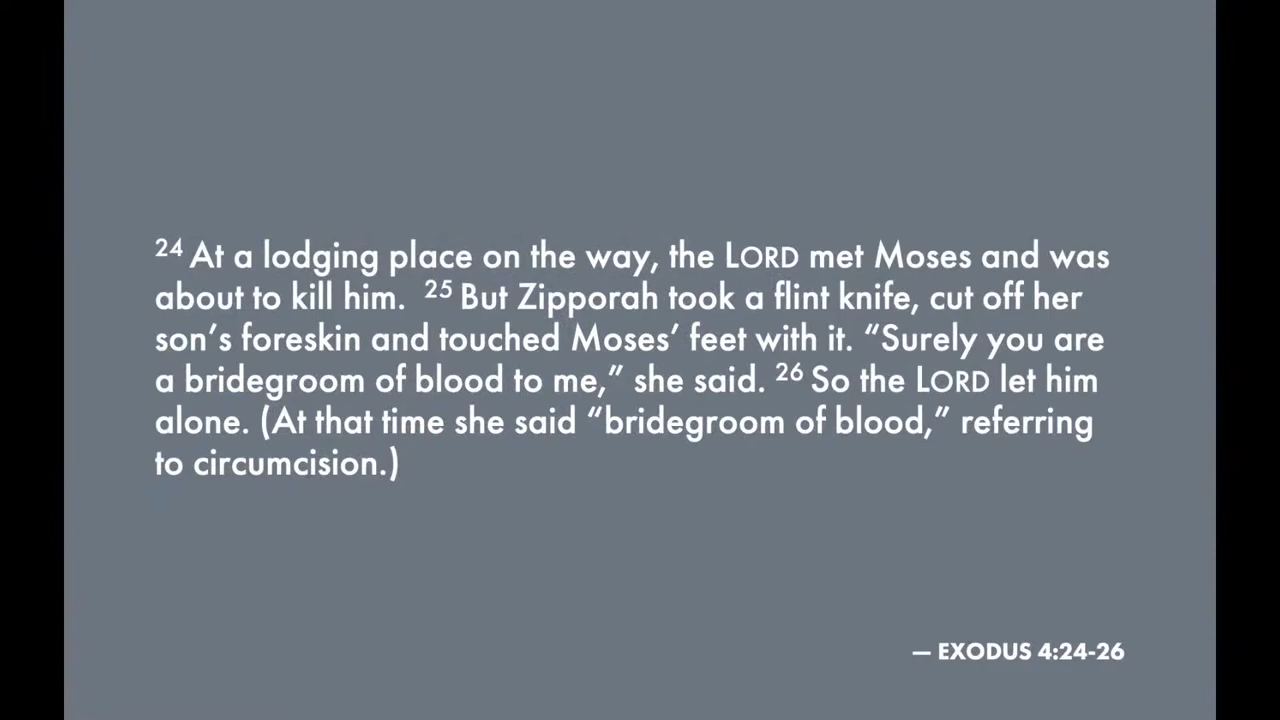 24 At a lodging place on the way, the LORD met Moses and was
about to kill him. 25 But Zipporah took a flint knife, cut off her
son’s foreskin and touched Moses’ feet with it. “Surely you are
a bridegroom of blood to me,” she said. 26 So the LORD let him
alone. (At that time she said “bridegroom of blood,” referring
to circumcision.)
— EXODUS 4:24-26